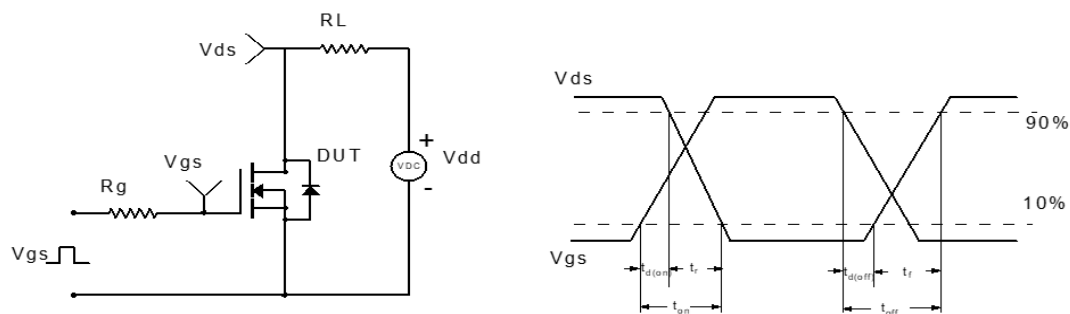 RL
Vds
Vgs
DUT
+
Vdd
VDC
-
Rg
Vgs
Vds
90%
10%
Vgs
td(on)
tr
td(off)
tf
ton
toff